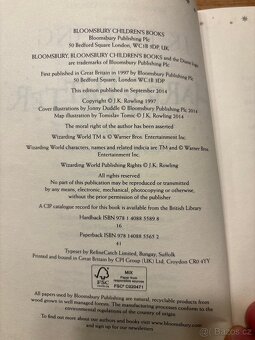 BLOOMSBURY CHILDREN'S BOOKS
Bloomsbury Publishing Plc
50 Bedford Square, London, WC1B 3DP, UK
BLOOMSBURY, BLOOMSBURY CHILDREN'S BOOKS and the Diana logo
are trademarks of Bloomsbury Publishing Plc
First published in Great Britain in 1997 by Bloomsbury Publishing Plc
50 Bedford Square, London WC1B 3DP
This edition published in September 2014
Copyright © J.K. Rowling 1997
Cover illustrations by Jonny Duddle © Bloomsbury Publishing Plc 2014
Map illustration by Tomislav Tomić © J.K. Rowling 2014
The moral right of the author has been asserted
Wizarding World TM & © Warner Bros. Entertainment Inc.
Wizarding World characters, names and related indicia are TM and © Warner Bros.
Entertainment Inc.
Wizarding World Publishing Rights © J.K. Rowling
All rights reserved
No part of this publication may be reproduced or transmitted by
any means, electronic, mechanical, photocopying or otherwise,
without the prior permission of the publisher
A CIP catalogue record for this book is available from the British Library
Hardback ISBN 978 1 4088 5589 8
16
Paperback ISBN 978 1 4088 5565 2
41
Typeset by RefineCatch Limited, Bungay, Suffolk
Printed and bound in Great Britain by CPI Group (UK) Ltd, Croydon CR0 4YY
FSC
MIX
Paper from
responsible sources
FSC® C020471
All papers used by Bloomsbury Publishing are natural, recyclable products from
wood grown in well managed forests. The manufacturing processes conform to the
environmental regulations of the country of origin.
To find out more about our authors and books visit www.bloomsbury.com
and sign up for our newsletters